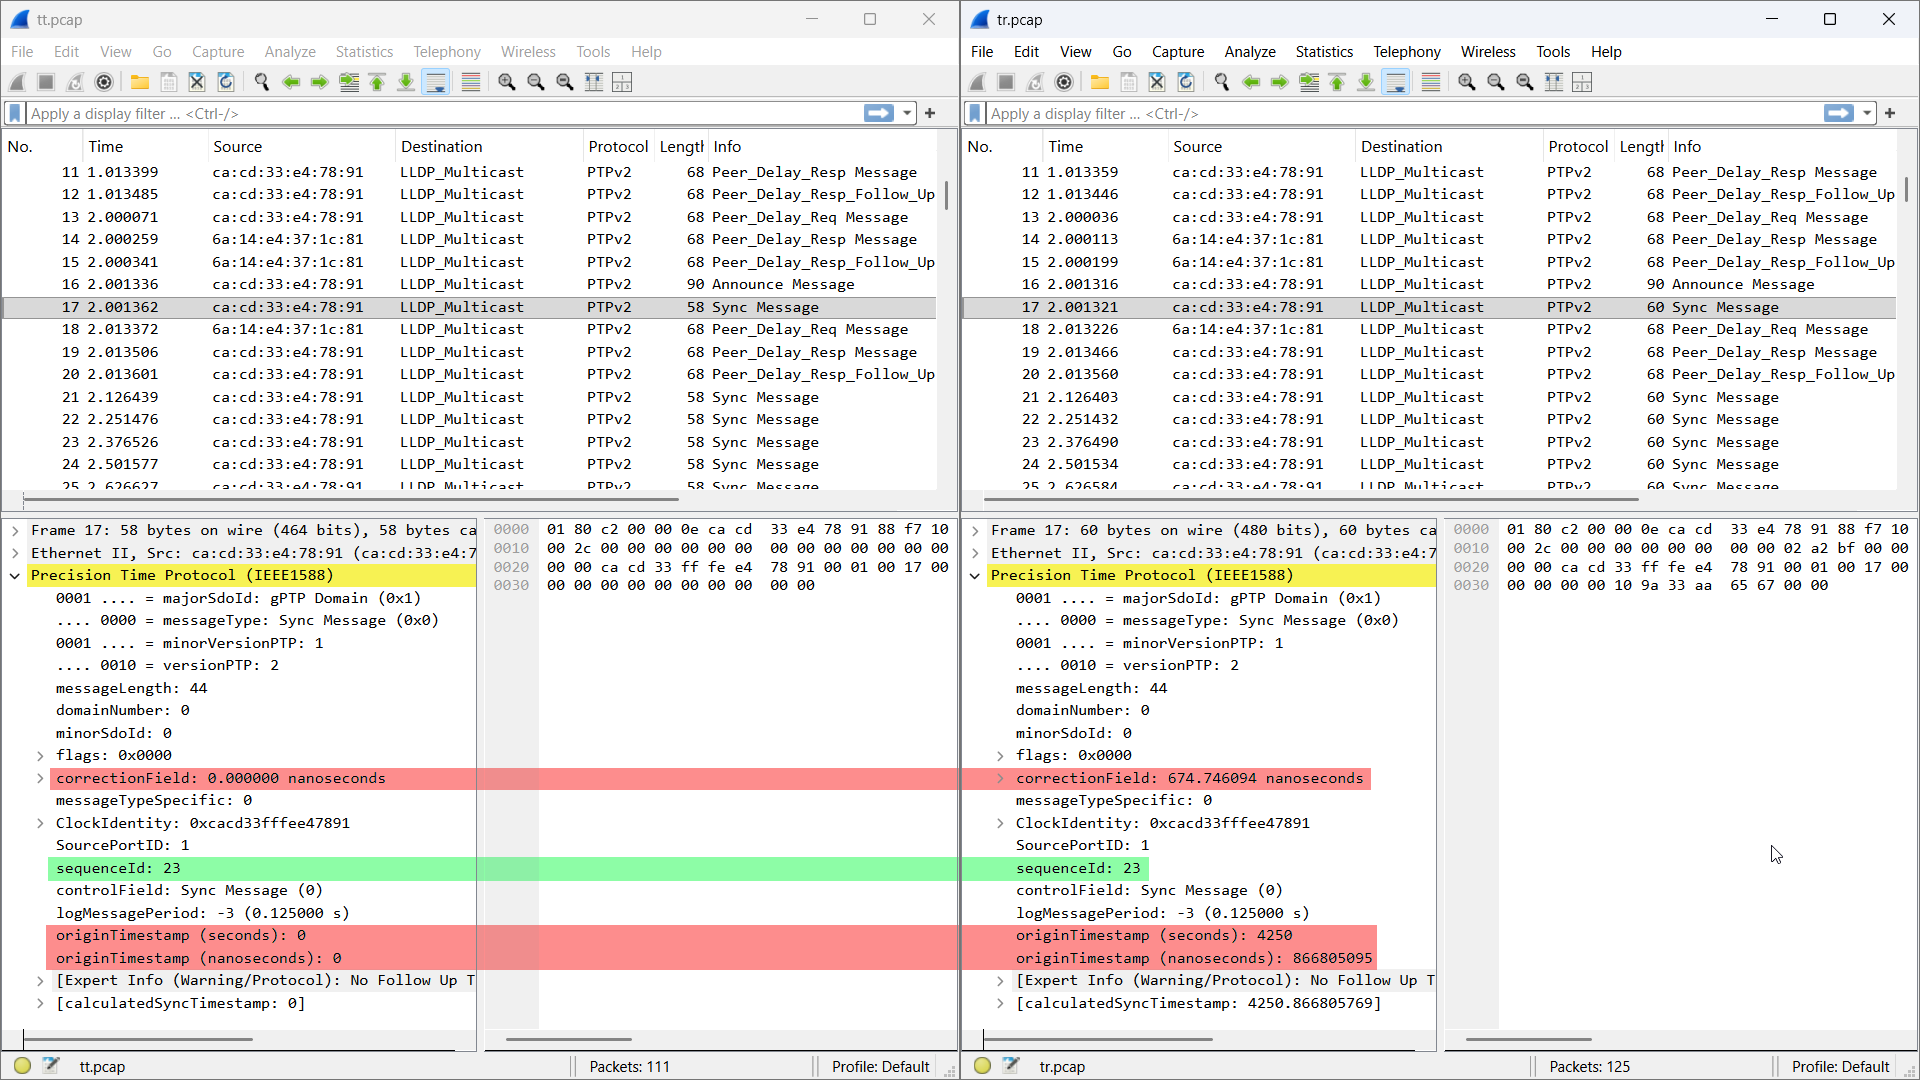 tt.pcap
File Edit View Go Capture Analyze Statistics Telephony Wireless Tools Help
Apply a display filter ... <Ctrl-/>
No. Time Source Destination Protocol Length Info
11 1.013399 ca:cd:33:e4:78:91 LLDP_Multicast PTPv2 68 Peer_Delay_Resp Message
12 1.013485 ca:cd:33:e4:78:91 LLDP_Multicast PTPv2 68 Peer_Delay_Resp_Follow_Up
13 2.000071 ca:cd:33:e4:78:91 LLDP_Multicast PTPv2 68 Peer_Delay_Req Message
14 2.000259 6a:14:e4:37:1c:81 LLDP_Multicast PTPv2 68 Peer_Delay_Resp Message
15 2.000341 6a:14:e4:37:1c:81 LLDP_Multicast PTPv2 68 Peer_Delay_Resp_Follow_Up
16 2.001336 ca:cd:33:e4:78:91 LLDP_Multicast PTPv2 90 Announce Message
17 2.001362 ca:cd:33:e4:78:91 LLDP_Multicast PTPv2 58 Sync Message
18 2.013372 6a:14:e4:37:1c:81 LLDP_Multicast PTPv2 68 Peer_Delay_Req Message
19 2.013506 ca:cd:33:e4:78:91 LLDP_Multicast PTPv2 68 Peer_Delay_Resp Message
20 2.013601 ca:cd:33:e4:78:91 LLDP_Multicast PTPv2 68 Peer_Delay_Resp_Follow_Up
21 2.126439 ca:cd:33:e4:78:91 LLDP_Multicast PTPv2 58 Sync Message
22 2.251476 ca:cd:33:e4:78:91 LLDP_Multicast PTPv2 58 Sync Message
23 2.376526 ca:cd:33:e4:78:91 LLDP_Multicast PTPv2 58 Sync Message
24 2.501577 ca:cd:33:e4:78:91 LLDP_Multicast PTPv2 58 Sync Message
25 2.626627 ca:cd:33:e4:78:91 LLDP_Multicast PTPv2 58 Sync Message
Frame 17: 58 bytes on wire (464 bits), 58 bytes ca
Ethernet II, Src: ca:cd:33:e4:78:91 (ca:cd:33:e4:7
Precision Time Protocol (IEEE1588)
0001 .... = majorSdoId: gPTP Domain (0x1)
.... 0000 = messageType: Sync Message (0x0)
0001 .... = minorVersionPTP: 1
.... 0010 = versionPTP: 2
messageLength: 44
domainNumber: 0
minorSdoId: 0
flags: 0x0000
correctionField: 0.000000 nanoseconds
messageTypeSpecific: 0
ClockIdentity: 0xcacd33fffee47891
SourcePortID: 1
sequenceId: 23
controlField: Sync Message (0)
logMessagePeriod: -3 (0.125000 s)
originTimestamp (seconds): 0
originTimestamp (nanoseconds): 0
[Expert Info (Warning/Protocol): No Follow Up T
[calculatedSyncTimestamp: 0]
0000 01 80 c2 00 00 0e ca cd 33 e4 78 91 88 f7 10
0010 00 2c 00 00 00 00 00 00 00 00 00 00 00 00 00
0020 00 00 ca cd 33 ff fe e4 78 91 00 01 00 17 00
0030 00 00 00 00 00 00 00 00 00 00
tt.pcap Packets: 111 Profile: Default
tr.pcap
File Edit View Go Capture Analyze Statistics Telephony Wireless Tools Help
Apply a display filter ... <Ctrl-/>
No. Time Source Destination Protocol Length Info
11 1.013359 ca:cd:33:e4:78:91 LLDP_Multicast PTPv2 68 Peer_Delay_Resp Message
12 1.013446 ca:cd:33:e4:78:91 LLDP_Multicast PTPv2 68 Peer_Delay_Resp_Follow_Up
13 2.000036 ca:cd:33:e4:78:91 LLDP_Multicast PTPv2 68 Peer_Delay_Req Message
14 2.000113 6a:14:e4:37:1c:81 LLDP_Multicast PTPv2 68 Peer_Delay_Resp Message
15 2.000199 6a:14:e4:37:1c:81 LLDP_Multicast PTPv2 68 Peer_Delay_Resp_Follow_Up
16 2.001316 ca:cd:33:e4:78:91 LLDP_Multicast PTPv2 90 Announce Message
17 2.001321 ca:cd:33:e4:78:91 LLDP_Multicast PTPv2 60 Sync Message
18 2.013226 6a:14:e4:37:1c:81 LLDP_Multicast PTPv2 68 Peer_Delay_Req Message
19 2.013466 ca:cd:33:e4:78:91 LLDP_Multicast PTPv2 68 Peer_Delay_Resp Message
20 2.013560 ca:cd:33:e4:78:91 LLDP_Multicast PTPv2 68 Peer_Delay_Resp_Follow_Up
21 2.126403 ca:cd:33:e4:78:91 LLDP_Multicast PTPv2 60 Sync Message
22 2.251432 ca:cd:33:e4:78:91 LLDP_Multicast PTPv2 60 Sync Message
23 2.376490 ca:cd:33:e4:78:91 LLDP_Multicast PTPv2 60 Sync Message
24 2.501534 ca:cd:33:e4:78:91 LLDP_Multicast PTPv2 60 Sync Message
25 2.626584 ca:cd:33:e4:78:91 LLDP_Multicast PTPv2 60 Sync Message
Frame 17: 60 bytes on wire (480 bits), 60 bytes ca
Ethernet II, Src: ca:cd:33:e4:78:91 (ca:cd:33:e4:7
Precision Time Protocol (IEEE1588)
0001 .... = majorSdoId: gPTP Domain (0x1)
.... 0000 = messageType: Sync Message (0x0)
0001 .... = minorVersionPTP: 1
.... 0010 = versionPTP: 2
messageLength: 44
domainNumber: 0
minorSdoId: 0
flags: 0x0000
correctionField: 674.746094 nanoseconds
messageTypeSpecific: 0
ClockIdentity: 0xcacd33fffee47891
SourcePortID: 1
sequenceId: 23
controlField: Sync Message (0)
logMessagePeriod: -3 (0.125000 s)
originTimestamp (seconds): 4250
originTimestamp (nanoseconds): 866805095
[Expert Info (Warning/Protocol): No Follow Up T
[calculatedSyncTimestamp: 4250.866805769]
0000 01 80 c2 00 00 0e ca cd 33 e4 78 91 88 f7 10
0010 00 2c 00 00 00 00 00 00 00 00 02 a2 bf 00 00
0020 00 00 ca cd 33 ff fe e4 78 91 00 01 00 17 00
0030 00 00 00 00 10 9a 33 aa 65 67 00 00
tr.pcap Packets: 125 Profile: Default